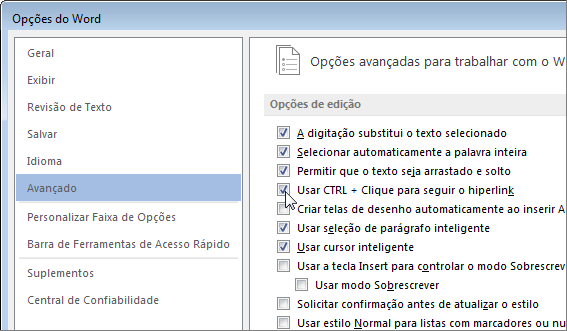 Opções do Word
Geral
Exibir
Revisão de Texto
Salvar
Idioma
Avançado
Personalizar Faixa de Opções
Barra de Ferramentas de Acesso Rápido
Suplementos
Central de Confiabilidade
Opções avançadas para trabalhar com o W
Opções de edição
A digitação substitui o texto selecionado
Selecionar automaticamente a palavra inteira
Permitir que o texto seja arrastado e solto
Usar CTRL + Clique para seguir o hiperlink
Criar telas de desenho automaticamente ao inserir A
Usar seleção de parágrafo inteligente
Usar cursor inteligente
Usar a tecla Insert para controlar o modo Sobrescrev
Usar modo Sobrescrever
Solicitar confirmação antes de atualizar o estilo
Usar estilo Normal para listas com marcadores ou nu